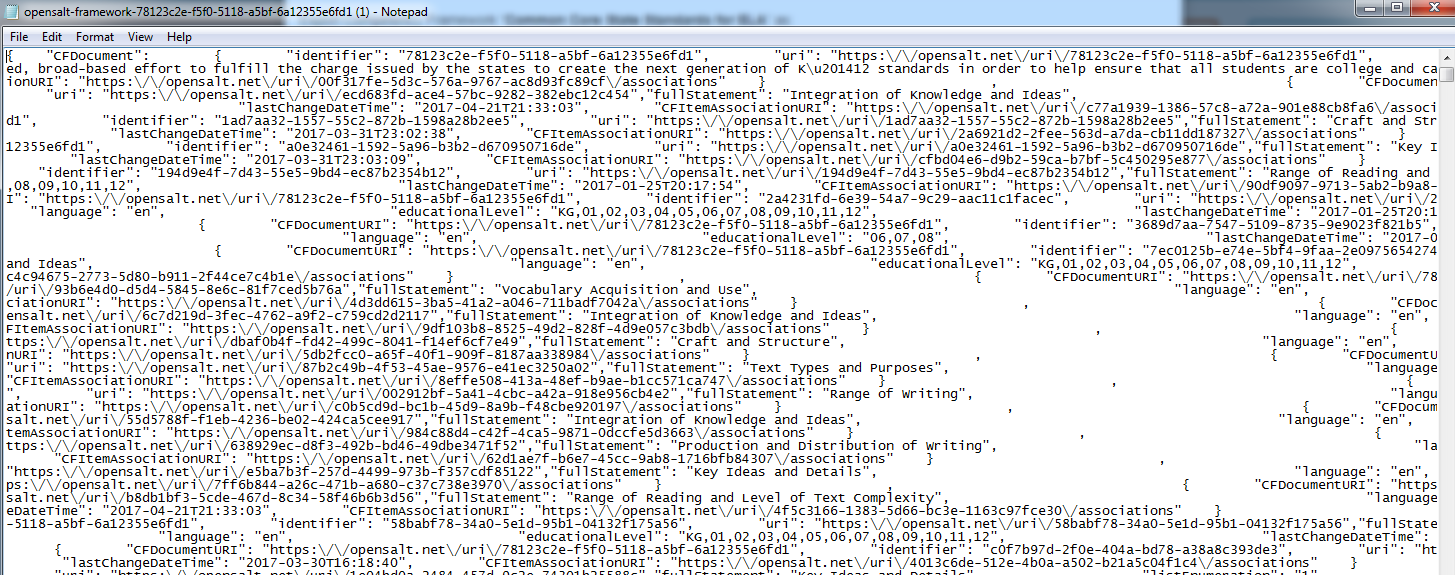 opensalt-framework-78123c2e-f5f0-5118-a5bf-6a12355e6fd1 (1) - Notepad
File Edit Format View Help
{ "CFDocument": { "identifier": "78123c2e-f5f0-5118-a5bf-6a12355e6fd1", "uri": "https:\/\/opensalt.net\/uri\/78123c2e-f5f0-5118-a5bf-6a12355e6fd1",
ed, broad-based effort to fulfill the charge issued by the states to create the next generation of K\u201412 standards in order to help ensure that all students are college and ca
ionURI": "https:\/\/opensalt.net\/uri\/00f317fe-5d3c-576a-9767-ac8d93fc89cf\/associations" } , { "CFDocumen
"uri": "https:\/\/opensalt.net\/uri\/ecd683fd-ace4-57bc-9282-382ebc12c454","fullStatement": "Integration of Knowledge and Ideas",
"lastChangeDateTime": "2017-04-21T21:33:03", "CFItemAssociationURI": "https:\/\/opensalt.net\/uri\/c77a1939-1386-57c8-a72a-901e88cb8fa6\/associ
d1", "identifier": "1ad7aa32-1557-55c2-872b-1598a28b2ee5", "uri": "https:\/\/opensalt.net\/uri\/1ad7aa32-1557-55c2-872b-1598a28b2ee5","fullStatement": "Craft and Str
"lastChangeDateTime": "2017-03-31T23:02:38", "CFItemAssociationURI": "https:\/\/opensalt.net\/uri\/2a6921d2-2fee-563d-a7da-cb11dd187327\/associations" }
12355e6fd1", "identifier": "a0e32461-1592-5a96-b3b2-d670950716de", "uri": "https:\/\/opensalt.net\/uri\/a0e32461-1592-5a96-b3b2-d670950716de","fullStatement": "Key I
"lastChangeDateTime": "2017-03-31T23:03:09", "CFItemAssociationURI": "https:\/\/opensalt.net\/uri\/cfbd04e6-d9b2-59ca-b7bf-5c450295e877\/associations" }
"identifier": "194d9e4f-7d43-55e5-9bd4-ec87b2354b12", "uri": "https:\/\/opensalt.net\/uri\/194d9e4f-7d43-55e5-9bd4-ec87b2354b12","fullStatement": "Range of Reading and
,08,09,10,11,12", "lastChangeDateTime": "2017-01-25T20:17:54", "CFItemAssociationURI": "https:\/\/opensalt.net\/uri\/90df9097-9713-5ab2-b9a8-
I": "https:\/\/opensalt.net\/uri\/78123c2e-f5f0-5118-a5bf-6a12355e6fd1", "identifier": "2a4231fd-6e39-54a7-9c29-aac11c1facec", "uri": "https:\/\/opensalt.net\/uri\/2
"language": "en", "educationalLevel": "KG,01,02,03,04,05,06,07,08,09,10,11,12", "lastChangeDateTime": "2017-01-25T20:1
{ "CFDocumentURI": "https:\/\/opensalt.net\/uri\/78123c2e-f5f0-5118-a5bf-6a12355e6fd1", "identifier": "3689d7aa-7547-5109-8735-9e9023f821b5",
"language": "en", "educationalLevel": "06,07,08", "lastChangeDateTime": "2017-0
{ "CFDocumentURI": "https:\/\/opensalt.net\/uri\/78123c2e-f5f0-5118-a5bf-6a12355e6fd1", "identifier": "7ec0125b-e74e-5bf4-9faa-2e0975654274
and Ideas", "language": "en", "educationalLevel": "KG,01,02,03,04,05,06,07,08,09,10,11,12",
c4c94675-2773-5d80-b911-2f44ce7c4b1e\/associations" } , { "CFDocumentURI": "https:\/\/opensalt.net\/uri\/78
/uri\/93b6e4d0-d5d4-5845-8e6c-81f7ced5b76a","fullStatement": "Vocabulary Acquisition and Use", "language": "en",
ciationURI": "https:\/\/opensalt.net\/uri\/4d3dd615-3ba5-41a2-a046-711badf7042a\/associations" } , { "CFDoc
ensalt.net\/uri\/6c7d219d-3fec-4762-a9f2-c759cd2d2117","fullStatement": "Integration of Knowledge and Ideas", "language": "en",
FItemAssociationURI": "https:\/\/opensalt.net\/uri\/9df103b8-8525-49d2-828f-4d9e057c3bdb\/associations" } , {
ttps:\/\/opensalt.net\/uri\/dbaf0b4f-fd42-499c-8041-f14ef6cf7e49","fullStatement": "Craft and Structure", "language": "en",
nURI": "https:\/\/opensalt.net\/uri\/5db2fcc0-a65f-40f1-909f-8187aa338984\/associations" } , { "CFDocumentU
"uri": "https:\/\/opensalt.net\/uri\/87b2c49b-4f53-45ae-9576-e41ec3250a02","fullStatement": "Text Types and Purposes", "language
"CFItemAssociationURI": "https:\/\/opensalt.net\/uri\/8effe508-413a-48ef-b9ae-b1cc571ca747\/associations" } , {
", "uri": "https:\/\/opensalt.net\/uri\/002912bf-5a41-4cbc-a42a-918e956cb4e2","fullStatement": "Range of Writing", "languag
ationURI": "https:\/\/opensalt.net\/uri\/c0b5cd9d-bc1b-45d9-8a9b-f48cbe920197\/associations" } , { "CFDocum
salt.net\/uri\/55d5788f-f1eb-4236-be02-424ca5cee917","fullStatement": "Integration of Knowledge and Ideas", "language": "en",
temAssociationURI": "https:\/\/opensalt.net\/uri\/984c88d4-c42f-4ca5-9871-0dccfe5d3663\/associations" } , {
ttps:\/\/opensalt.net\/uri\/638929ec-d8f3-492b-bd46-49dbe3471f52","fullStatement": "Production and Distribution of Writing", "la
"CFItemAssociationURI": "https:\/\/opensalt.net\/uri\/62d1ae7f-b6e7-45cc-9ab8-1716bfb84307\/associations" } ,
"https:\/\/opensalt.net\/uri\/e5ba7b3f-257d-4499-973b-f357cdf85122","fullStatement": "Key Ideas and Details", "language": "en",
ps:\/\/opensalt.net\/uri\/7ff6b844-a26c-471b-a680-c37c738e3970\/associations" } , { "CFDocumentURI": "https
salt.net\/uri\/b8db1bf3-5cde-467d-8c34-58f46b6b3d56","fullStatement": "Range of Reading and Level of Text Complexity", "language
eDateTime": "2017-04-21T21:33:03", "CFItemAssociationURI": "https:\/\/opensalt.net\/uri\/4f5c3166-1383-5d66-bc3e-1163c97fce30\/associations" }
-5118-a5bf-6a12355e6fd1", "identifier": "58babf78-34a0-5e1d-95b1-04132f175a56", "uri": "https:\/\/opensalt.net\/uri\/58babf78-34a0-5e1d-95b1-04132f175a56","fullState
"language": "en", "educationalLevel": "KG,01,02,03,04,05,06,07,08,09,10,11,12", "lastChangeDateTime":
{ "CFDocumentURI": "https:\/\/opensalt.net\/uri\/78123c2e-f5f0-5118-a5bf-6a12355e6fd1", "identifier": "c0f7b97d-2f0e-404a-bd78-a38a8c393de3", "uri": "ht
"lastChangeDateTime": "2017-03-30T16:18:40", "CFItemAssociationURI": "https:\/\/opensalt.net\/uri\/4013c6de-512e-4b0a-a502-b21a5c04f1c4\/associations" }